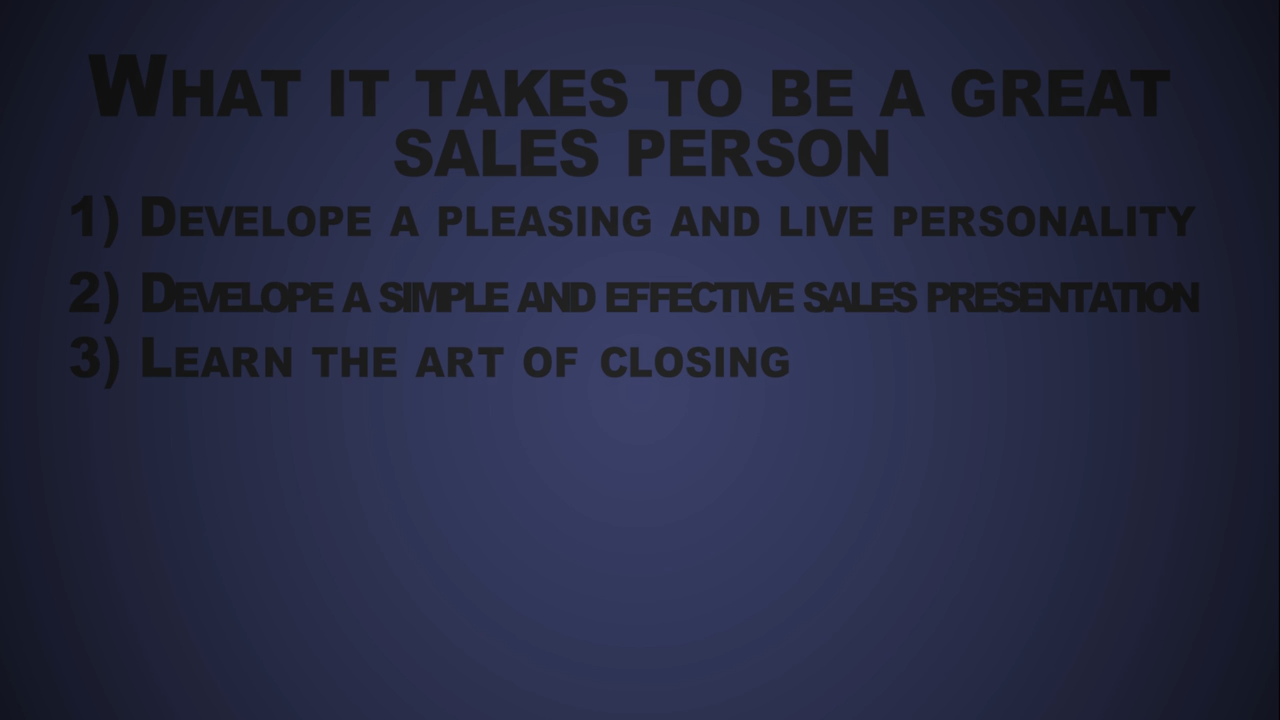 What it takes to be a great
sales person
1) Develope a pleasing and live personality
2) Develope a simple and effective sales presentation
3) Learn the art of closing